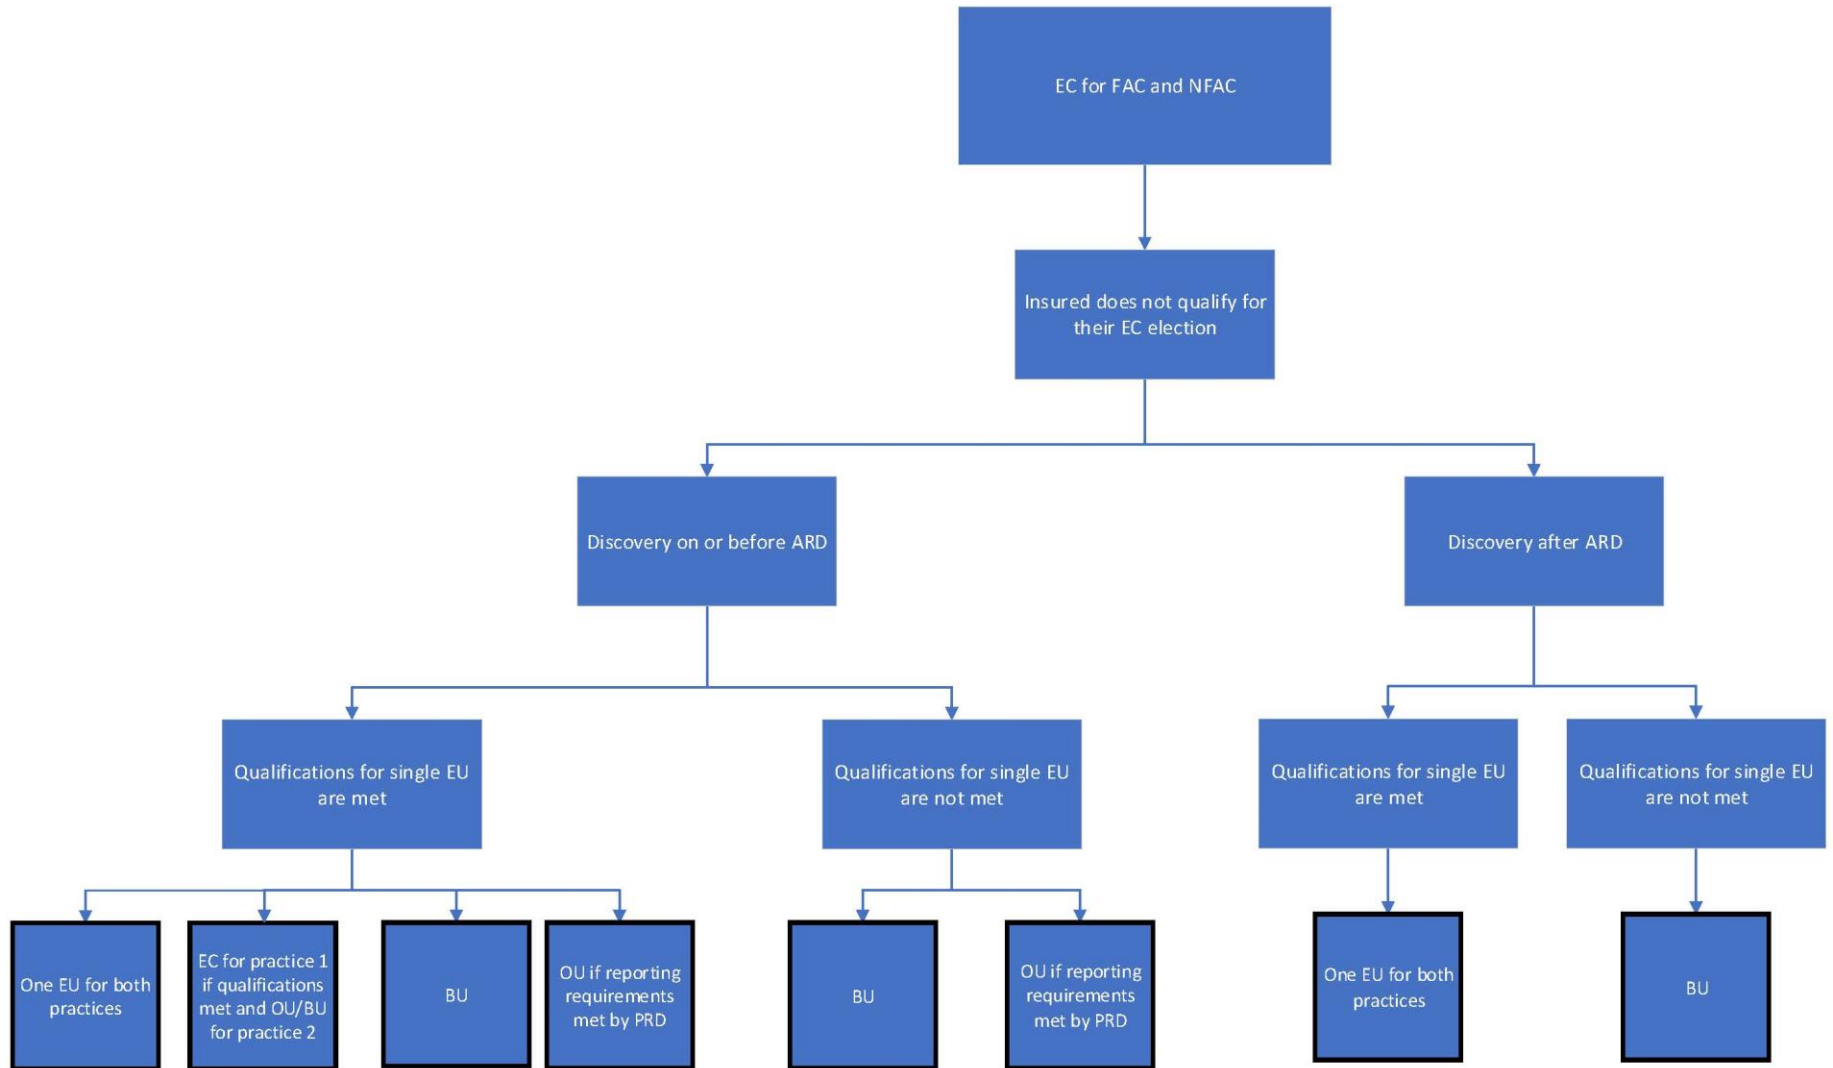 EC for FAC and NFAC
Insured does not qualify for
their EC election
Discovery on or before ARD
Discovery after ARD
Qualifications for single EU
are met
Qualifications for single EU
are not met
Qualifications for single EU
are met
Qualifications for single EU
are not met
One EU for both
practices
EC for practice 1
if qualifications
met and OU/BU
for practice 2
BU
OU if reporting
requirements
met by PRD
BU
OU if reporting
requirements
met by PRD
One EU for both
practices
BU